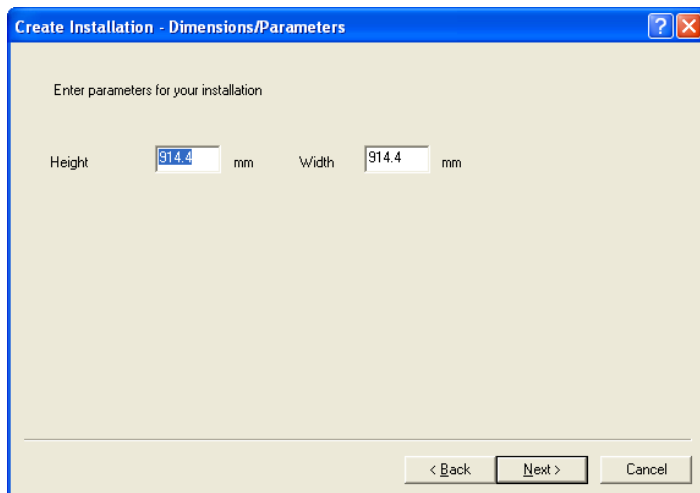 Create Installation - Dimensions/Parameters
Enter parameters for your installation
Height 914.4 mm Width 914.4 mm
< Back Next > Cancel